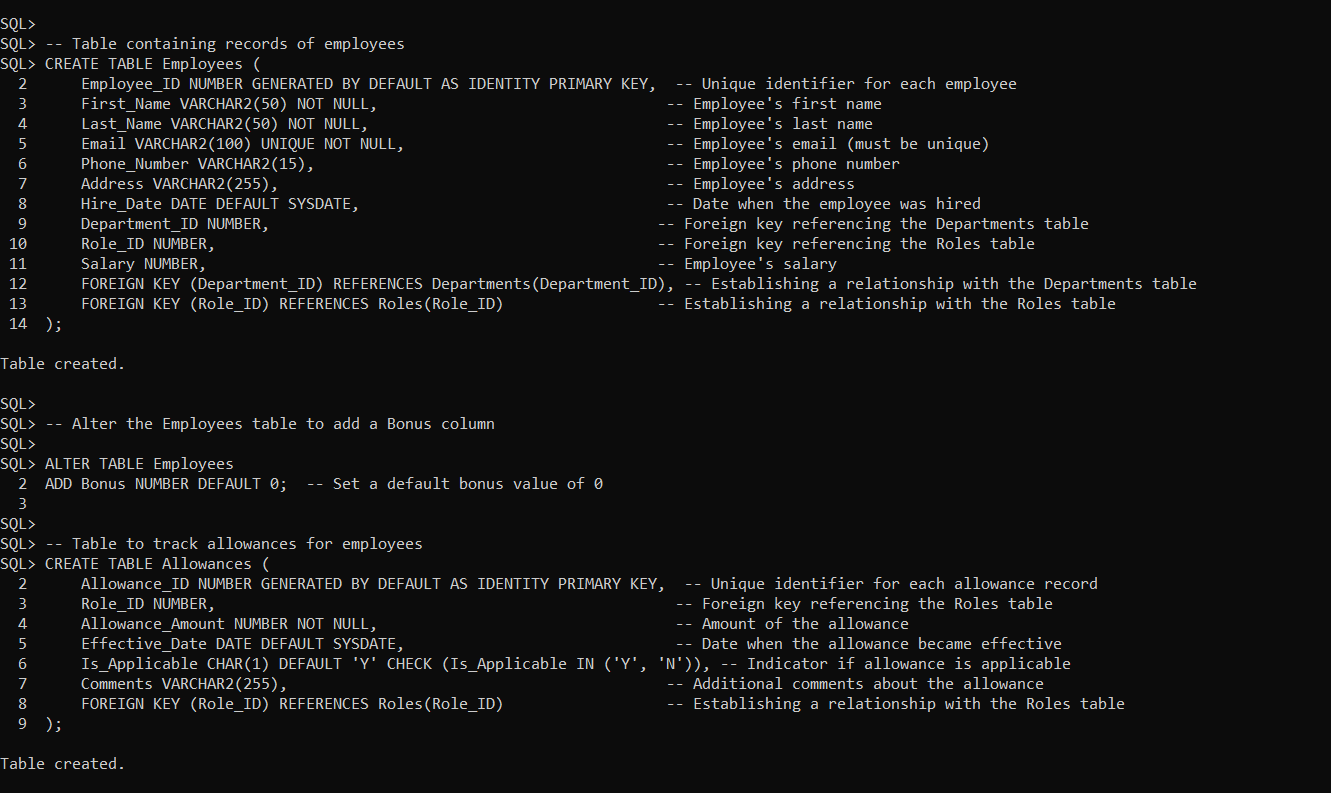 SQL>
SQL> -- Table containing records of employees
SQL> CREATE TABLE Employees (
  2      Employee_ID NUMBER GENERATED BY DEFAULT AS IDENTITY PRIMARY KEY,  -- Unique identifier for each employee
  3      First_Name VARCHAR2(50) NOT NULL,                                -- Employee's first name
  4      Last_Name VARCHAR2(50) NOT NULL,                                 -- Employee's last name
  5      Email VARCHAR2(100) UNIQUE NOT NULL,                             -- Employee's email (must be unique)
  6      Phone_Number VARCHAR2(15),                                       -- Employee's phone number
  7      Address VARCHAR2(255),                                           -- Employee's address
  8      Hire_Date DATE DEFAULT SYSDATE,                                  -- Date when the employee was hired
  9      Department_ID NUMBER,                                           -- Foreign key referencing the Departments table
 10      Role_ID NUMBER,                                                 -- Foreign key referencing the Roles table
 11      Salary NUMBER,                                                  -- Employee's salary
 12      FOREIGN KEY (Department_ID) REFERENCES Departments(Department_ID), -- Establishing a relationship with the Departments table
 13      FOREIGN KEY (Role_ID) REFERENCES Roles(Role_ID)                 -- Establishing a relationship with the Roles table
 14  );
Table created.
SQL>
SQL> -- Alter the Employees table to add a Bonus column
SQL>
SQL> ALTER TABLE Employees
  2  ADD Bonus NUMBER DEFAULT 0;  -- Set a default bonus value of 0
  3
SQL>
SQL> -- Table to track allowances for employees
SQL> CREATE TABLE Allowances (
  2      Allowance_ID NUMBER GENERATED BY DEFAULT AS IDENTITY PRIMARY KEY,  -- Unique identifier for each allowance record
  3      Role_ID NUMBER,                                                   -- Foreign key referencing the Roles table
  4      Allowance_Amount NUMBER NOT NULL,                                 -- Amount of the allowance
  5      Effective_Date DATE DEFAULT SYSDATE,                              -- Date when the allowance became effective
  6      Is_Applicable CHAR(1) DEFAULT 'Y' CHECK (Is_Applicable IN ('Y', 'N')), -- Indicator if allowance is applicable
  7      Comments VARCHAR2(255),                                          -- Additional comments about the allowance
  8      FOREIGN KEY (Role_ID) REFERENCES Roles(Role_ID)                  -- Establishing a relationship with the Roles table
  9  );
Table created.